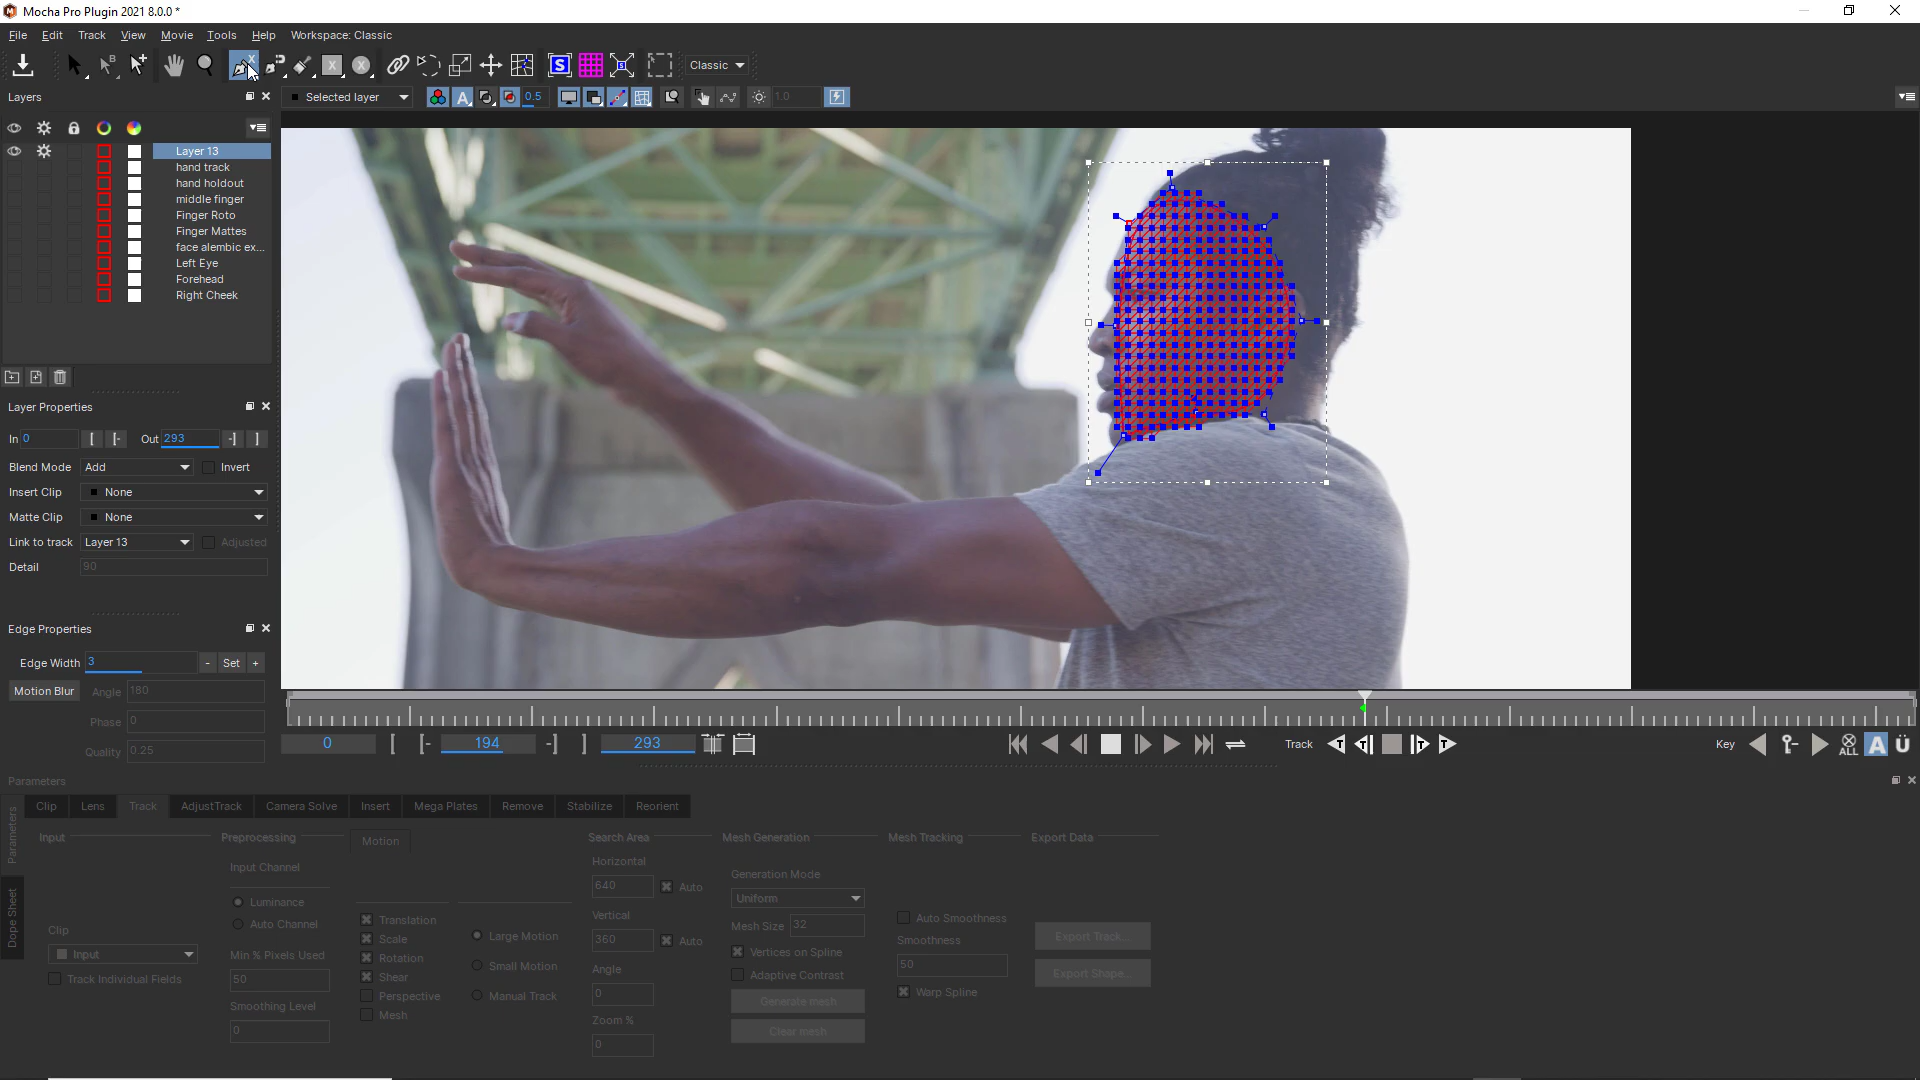 Mocha Pro Plugin 2021 8.0.0 *
File Edit Track View Movie Tools Help Workspace: Classic
Classic
Layers
Selected layer
0.5
1.0
Layer 13
hand track
hand holdout
middle finger
Finger Roto
Finger Mattes
face alembic ex...
Left Eye
Forehead
Right Cheek
Layer Properties
In 0 [ [- Out 293 -] ]
Blend Mode Add Invert
Insert Clip None
Matte Clip None
Link to track Layer 13 Adjusted
Detail 90
Edge Properties
Edge Width 3 - Set +
Motion Blur Angle 180
Phase 0
Quality 0.25
0 [ [- 194 -] ] 293 Track Key ALL A Ü
Parameters
Parameters
Dope Sheet
Clip Lens Track AdjustTrack Camera Solve Insert Mega Plates Remove Stabilize Reorient
Input
Clip
Input
Track Individual Fields
Preprocessing
Input Channel
Luminance
Auto Channel
Min % Pixels Used
50
Smoothing Level
0
Motion
Translation
Scale
Rotation
Shear
Perspective
Mesh
Large Motion
Small Motion
Manual Track
Search Area
Horizontal
640 Auto
Vertical
360 Auto
Angle
0
Zoom %
0
Mesh Generation
Generation Mode
Uniform
Mesh Size 32
Vertices on Spline
Adaptive Contrast
Generate mesh
Clear mesh
Mesh Tracking
Auto Smoothness
Smoothness
50
Warp Spline
Export Data
Export Track...
Export Shape...